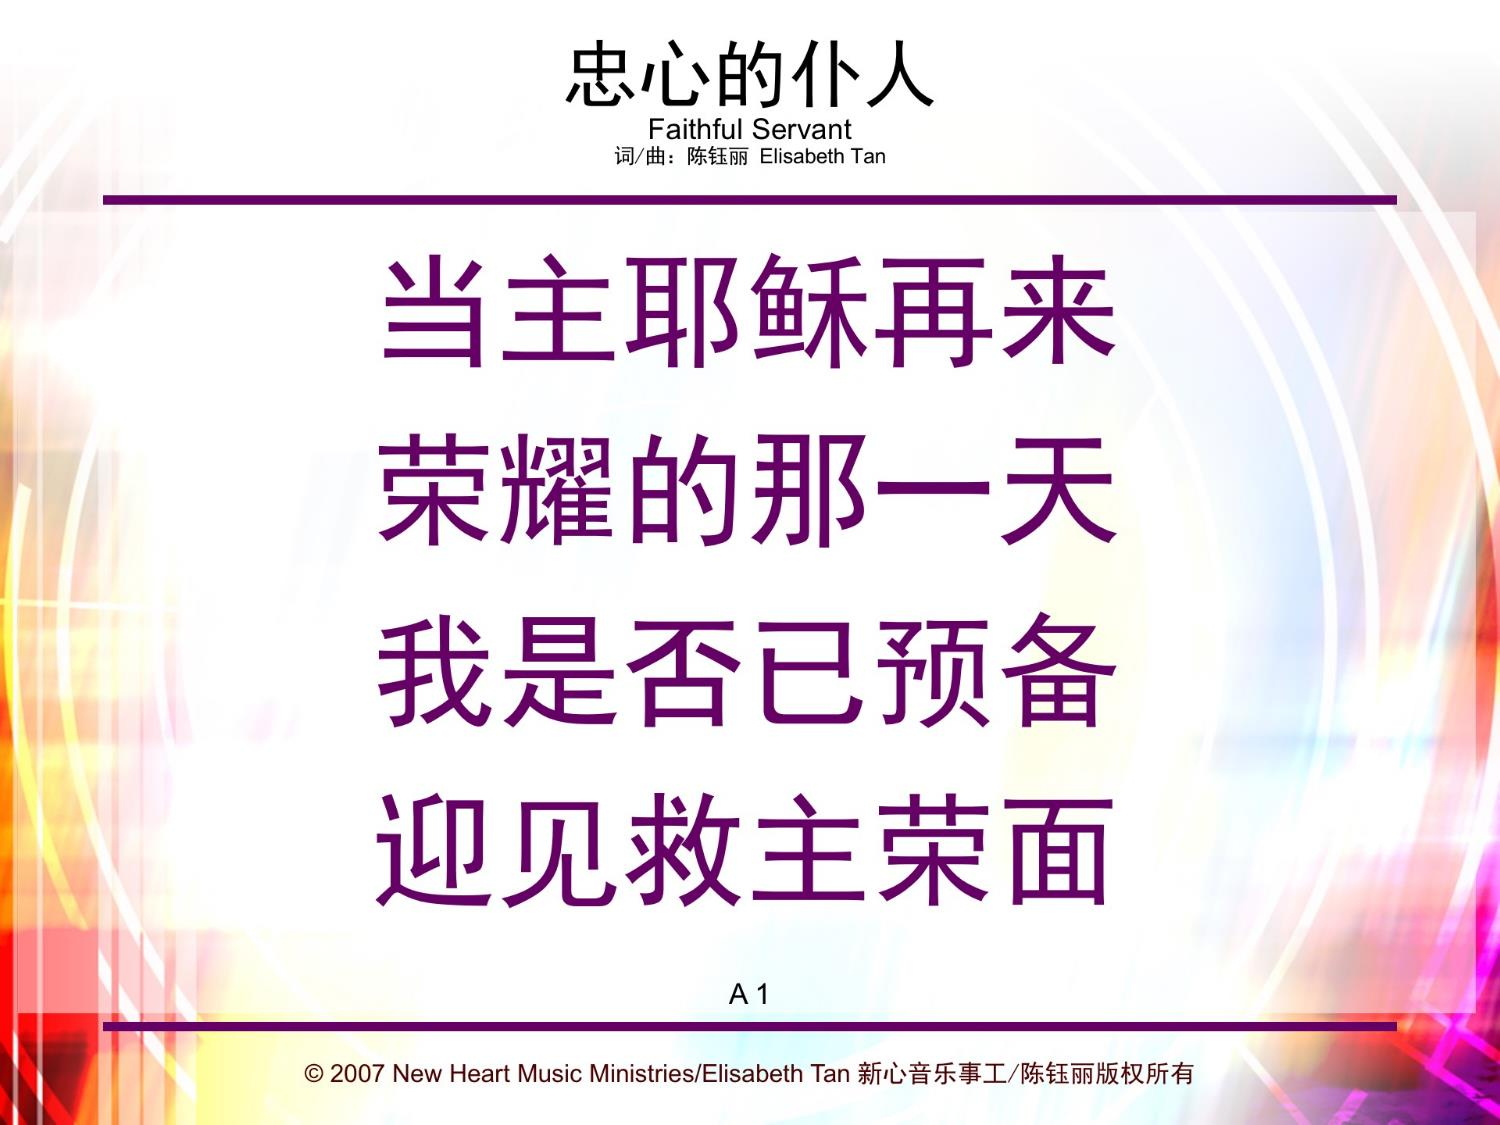 忠心的仆人
Faithful Servant
词/曲：陈钰丽 Elisabeth Tan
当主耶稣再来
荣耀的那一天
我是否已预备
迎见救主荣面
A 1
© 2007 New Heart Music Ministries/Elisabeth Tan 新心音乐事工/陈钰丽版权所有